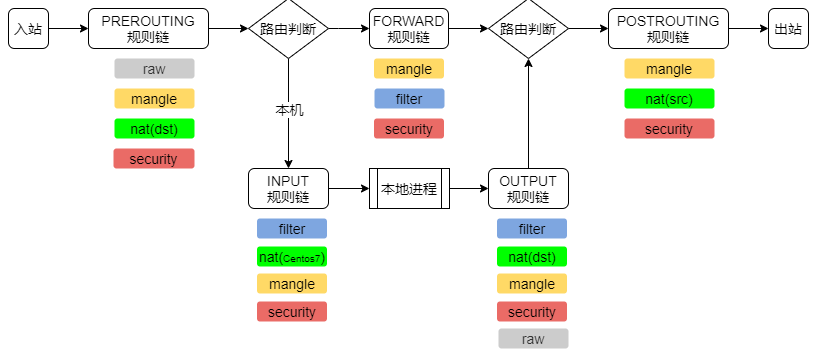 入站
PREROUTING
规则链
路由判断
FORWARD
规则链
路由判断
POSTROUTING
规则链
出站
raw
mangle
nat(dst)
security
mangle
filter
security
mangle
nat(src)
security
本机
INPUT
规则链
本地进程
OUTPUT
规则链
filter
nat(Centos7)
mangle
security
filter
nat(dst)
mangle
security
raw